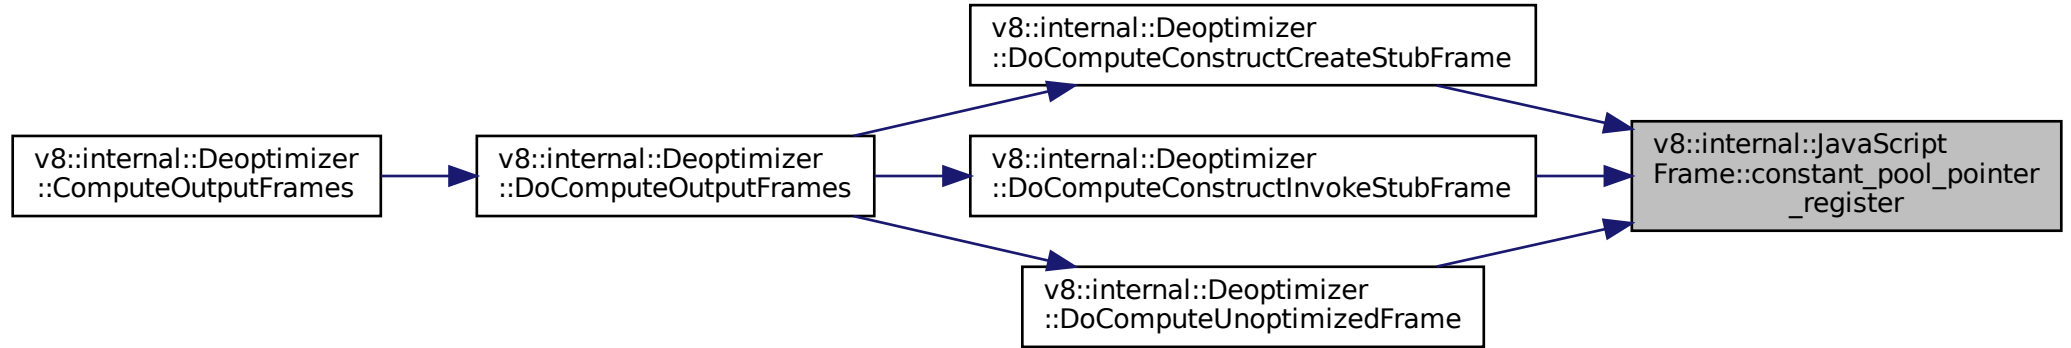 v8::internal::Deoptimizer
::ComputeOutputFrames
v8::internal::Deoptimizer
::DoComputeOutputFrames
v8::internal::Deoptimizer
::DoComputeConstructCreateStubFrame
v8::internal::Deoptimizer
::DoComputeConstructInvokeStubFrame
v8::internal::Deoptimizer
::DoComputeUnoptimizedFrame
v8::internal::JavaScript
Frame::constant_pool_pointer
_register